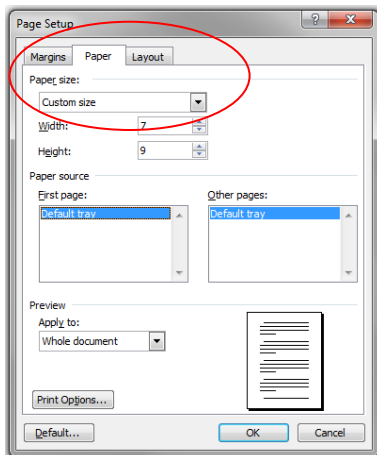 Page Setup
Margins Paper Layout
Paper size:
Custom size
Width: 7
Height: 9
Paper source
First page: Other pages:
Default tray Default tray
Preview
Apply to:
Whole document
Print Options...
Default... OK Cancel